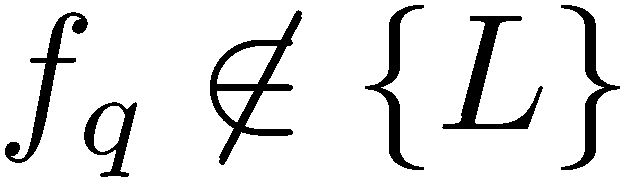 f_q ∉ {L}